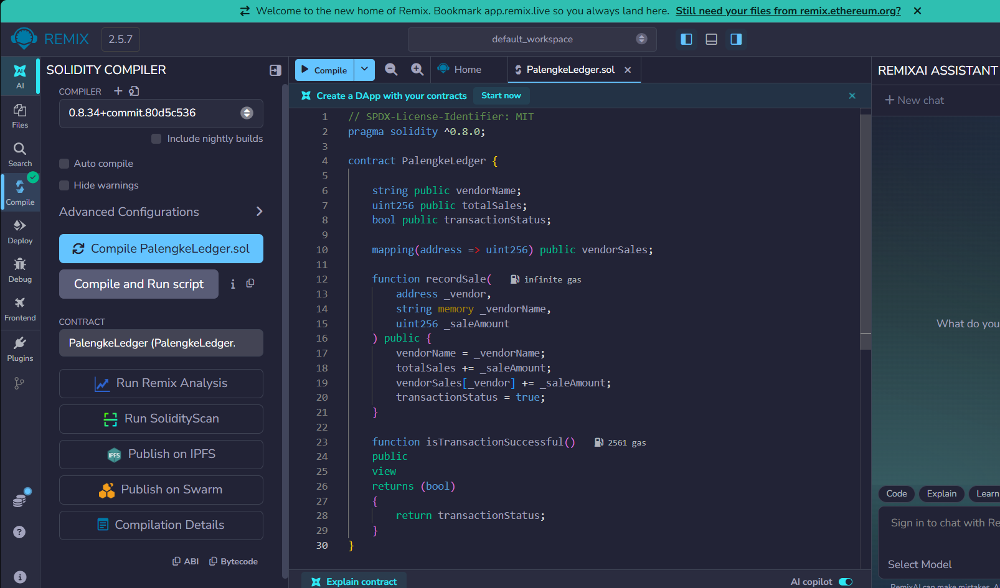 Welcome to the new home of Remix. Bookmark app.remix.live so you always land here. Still need your files from remix.ethereum.org?
REMIX 2.5.7 default_workspace
AI
Files
Search
Compile
Deploy
Debug
Frontend
Plugins
SOLIDITY COMPILER
COMPILER
0.8.34+commit.80d5c536
Include nightly builds
Auto compile
Hide warnings
Advanced Configurations
Compile PalengkeLedger.sol
Compile and Run script
CONTRACT
PalengkeLedger (PalengkeLedger.
Run Remix Analysis
Run SolidityScan
IPFS Publish on IPFS
Publish on Swarm
Compilation Details
ABI Bytecode
Compile Home PalengkeLedger.sol
Create a DApp with your contracts Start now
1 // SPDX-License-Identifier: MIT
2 pragma solidity ^0.8.0;
3
4 contract PalengkeLedger {
5
6 string public vendorName;
7 uint256 public totalSales;
8 bool public transactionStatus;
9
10 mapping(address => uint256) public vendorSales;
11
12 function recordSale( infinite gas
13 address _vendor,
14 string memory _vendorName,
15 uint256 _saleAmount
16 ) public {
17 vendorName = _vendorName;
18 totalSales += _saleAmount;
19 vendorSales[_vendor] += _saleAmount;
20 transactionStatus = true;
21 }
22
23 function isTransactionSuccessful() 2561 gas
24 public
25 view
26 returns (bool)
27 {
28 return transactionStatus;
29 }
30 }
Explain contract AI copilot
REMIXAI ASSISTANT
New chat
What do you
Code Explain Learn
Sign in to chat with Re
Select Model
RemixAI can make mistakes. A